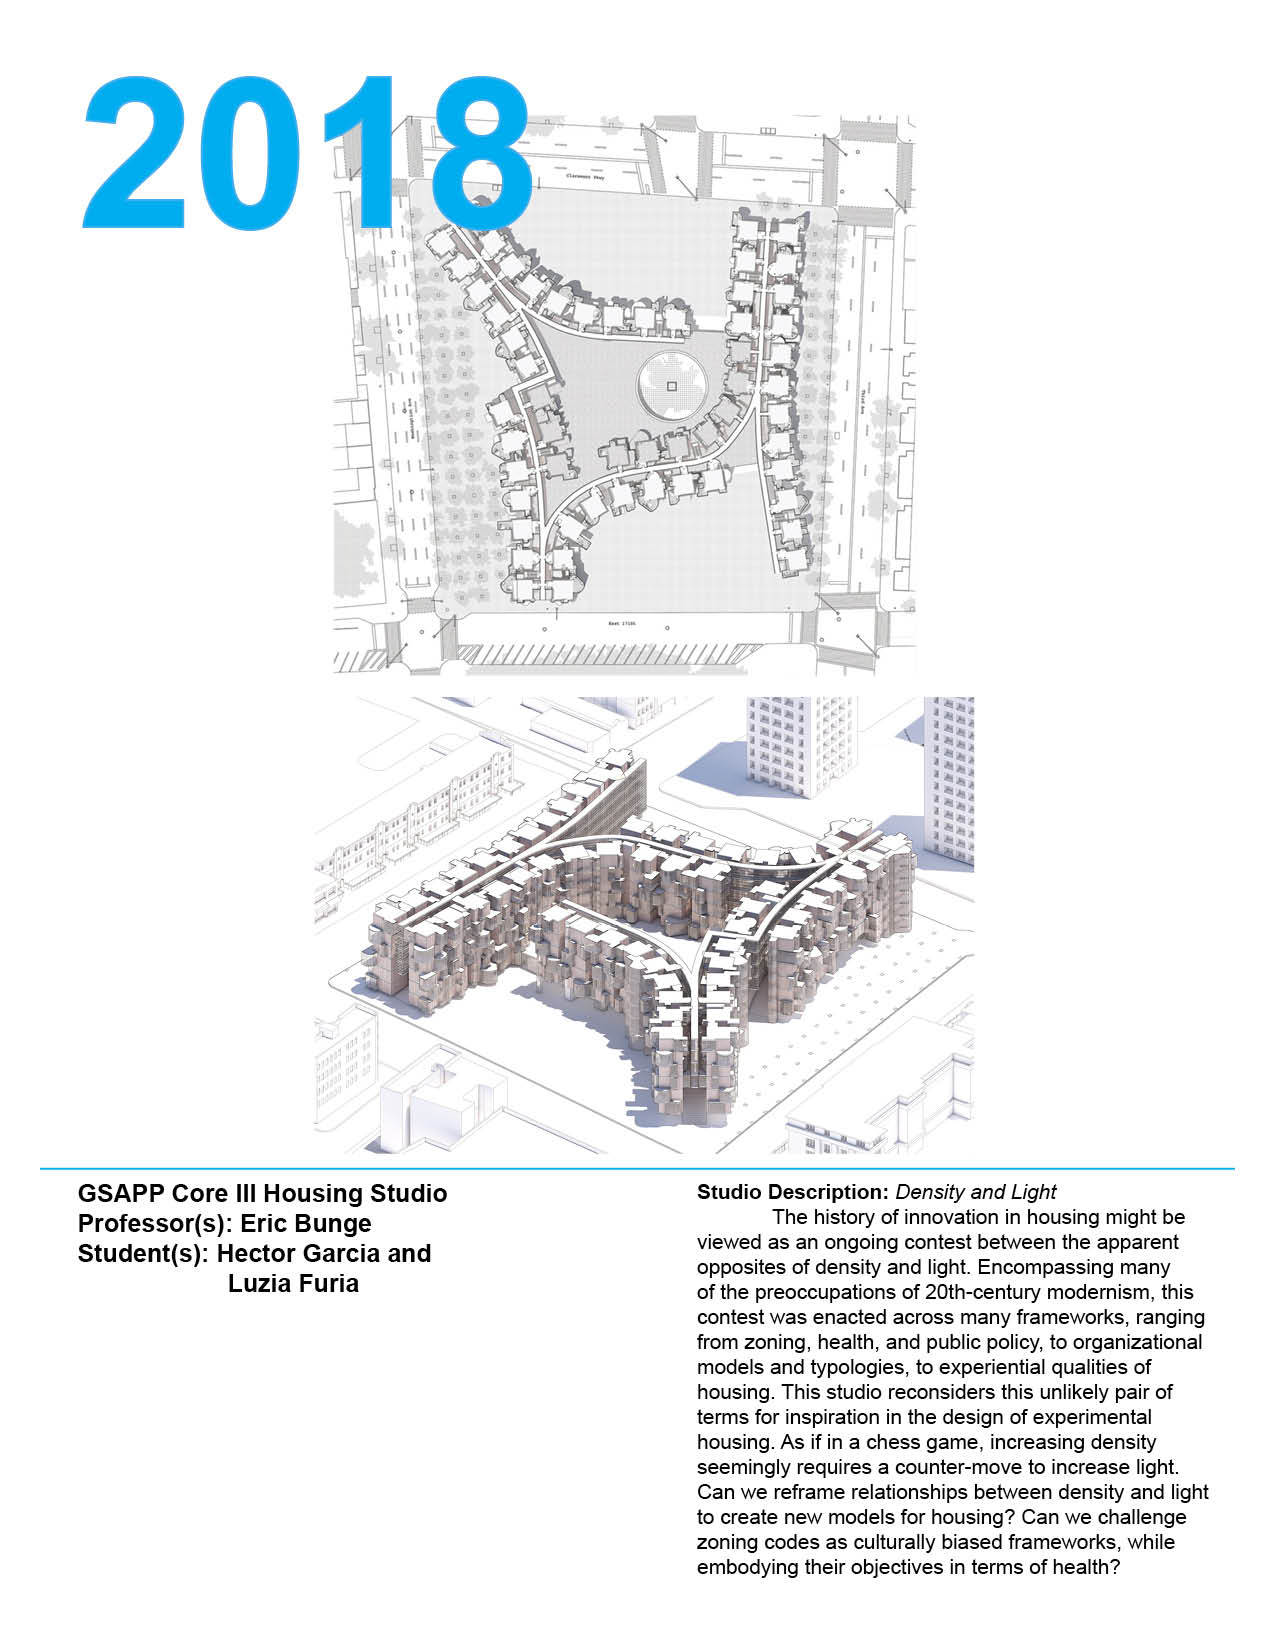 2018
Claremont Pkwy
Washington Ave
Third Ave
East 171St
GSAPP Core III Housing Studio
Professor(s): Eric Bunge
Student(s): Hector Garcia and
Luzia Furia
Studio Description: Density and Light
The history of innovation in housing might be
viewed as an ongoing contest between the apparent
opposites of density and light. Encompassing many
of the preoccupations of 20th-century modernism, this
contest was enacted across many frameworks, ranging
from zoning, health, and public policy, to organizational
models and typologies, to experiential qualities of
housing. This studio reconsiders this unlikely pair of
terms for inspiration in the design of experimental
housing. As if in a chess game, increasing density
seemingly requires a counter-move to increase light.
Can we reframe relationships between density and light
to create new models for housing? Can we challenge
zoning codes as culturally biased frameworks, while
embodying their objectives in terms of health?